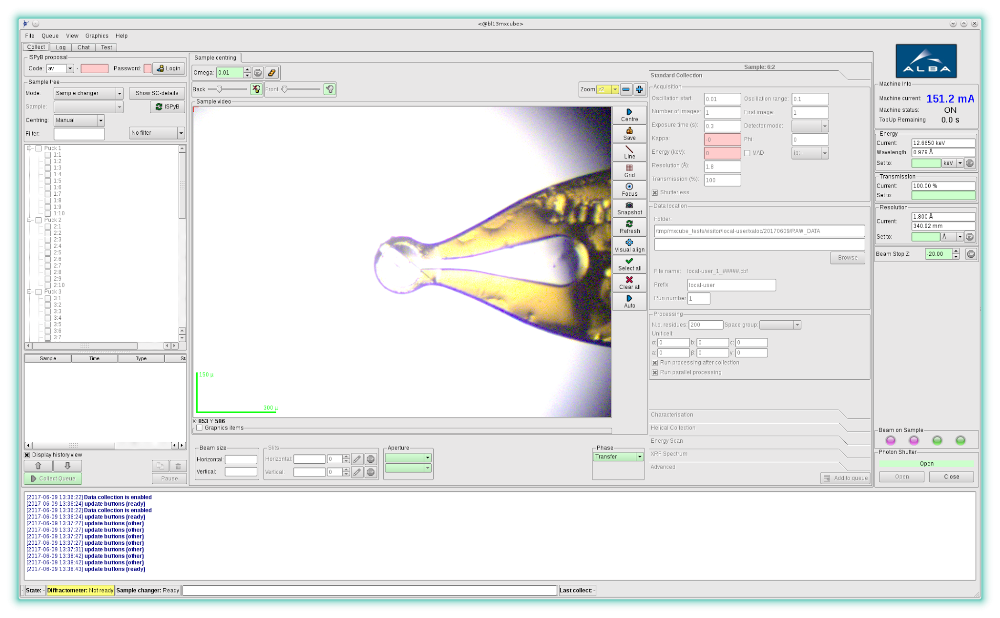 <@bl13mxcube>
File Queue View Graphics Help
Collect Log Chat Test
ISPyB proposal
Code: av - Password: Login
Sample tree
Mode: Sample changer Show SC-details
Sample: ISPyB
Centring: Manual
Filter: No filter
Puck 1
1:1
1:2
1:3
1:4
1:5
1:6
1:7
1:8
1:9
1:10
Puck 2
2:1
2:2
2:3
2:4
2:5
2:6
2:7
2:8
2:9
2:10
Puck 3
3:1
3:2
3:3
3:4
3:5
3:6
3:7
Sample Time Type
Display history view
Collect Queue Pause
Sample centring
Omega: 0.01 STOP
Back Front Zoom z2
Sample video
150 µ
300 µ
X: 853 Y: 586
Graphics items
Centre
Save
Line
Grid
Focus
Snapshot
Refresh
Visual align
Select all
Clear all
Auto
Beam size
Horizontal:
Vertical:
Slits
Horizontal: 0 STOP
Vertical: 0 STOP
Aperture
Phase
Transfer
Sample: 6:2
Standard Collection
Acquisition
Oscillation start: 0.01 Oscillation range: 0.1
Number of images: 1 First image: 1
Exposure time (s): 0.3 Detector mode:
Kappa: -0 Phi: 0
Energy (keV): 0 MAD ip: -
Resolution (Å): 1.8
Transmission (%): 100
Shutterless
Data location
Folder:
/tmp/mxcube_tests/visitor/local-user/xaloc/20170609/RAW_DATA
Browse
File name: local-user_1_#####.cbf
Prefix local-user
Run number 1
Processing
N.o. residues: 200 Space group:
Unit cell:
α: 0 b: 0 c: 0
a: 0 β: 0 γ: 0
Run processing after collection
Run parallel processing
Characterisation
Helical Collection
Energy Scan
XRF Spectrum
Advanced
Add to queue
ALBA
Machine Info
Machine current: 151.2 mA
Machine status: ON
TopUp Remaining 0.0 s
Energy
Current: 12.6650 keV
Wavelength: 0.979 Å
Set to: keV STOP
Transmission
Current: 100.00 %
Set to:
Resolution
Current: 1.800 Å
340.92 mm
Set to: Å STOP
Beam Stop Z: -20.00 STOP
Beam on Sample
Photon Shutter
Open
Open Close
[2017-06-09 13:36:22] Data collection is enabled
[2017-06-09 13:36:24] update buttons (ready)
[2017-06-09 13:36:22] Data collection is enabled
[2017-06-09 13:36:24] update buttons (ready)
[2017-06-09 13:37:27] update buttons (other)
[2017-06-09 13:37:27] update buttons (other)
[2017-06-09 13:37:27] update buttons (other)
[2017-06-09 13:37:27] update buttons (other)
[2017-06-09 13:37:31] update buttons (other)
[2017-06-09 13:38:42] update buttons (other)
[2017-06-09 13:38:42] update buttons (other)
[2017-06-09 13:38:43] update buttons (ready)
- State: - Diffractometer: Not ready Sample changer: Ready Last collect: -